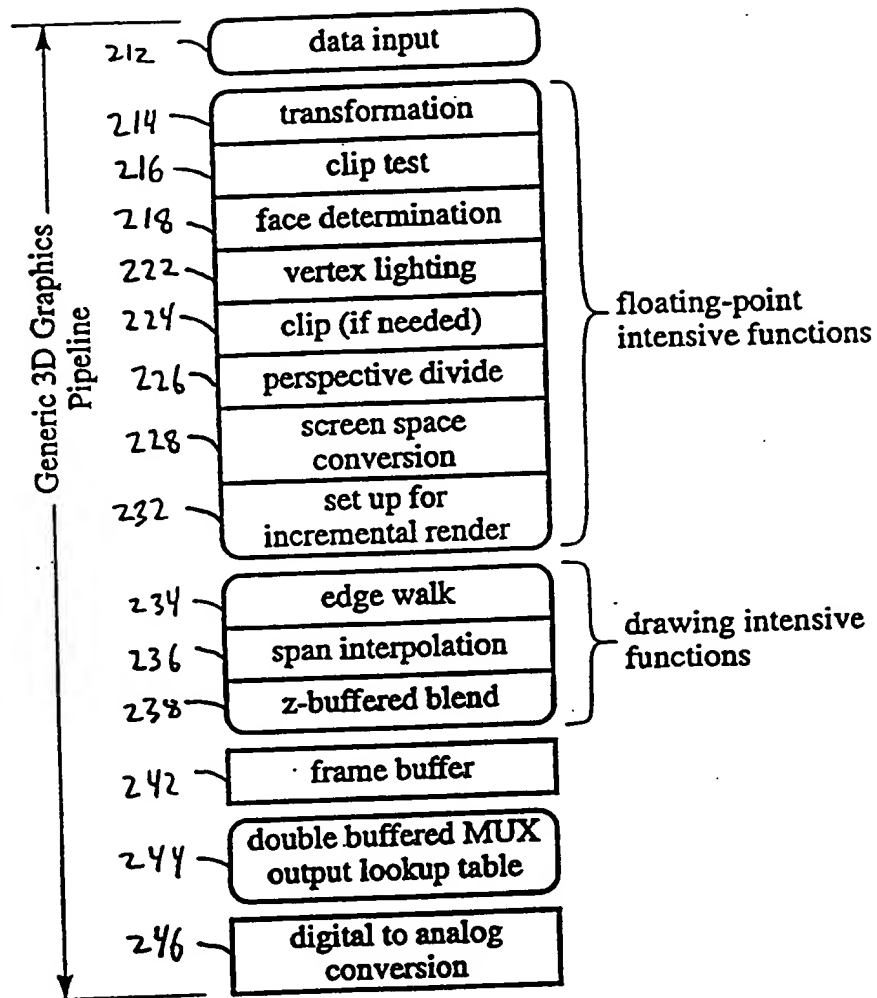 212
data input
214
transformation
216
clip test
218
face determination
222
vertex lighting
224
clip (if needed)
226
perspective divide
228
screen space
conversion
232
set up for
incremental render
floating-point
intensive functions
234
edge walk
236
span interpolation
238
z-buffered blend
drawing intensive
functions
242
frame buffer
244
double buffered MUX
output lookup table
246
digital to analog
conversion
Generic 3D Graphics
Pipeline